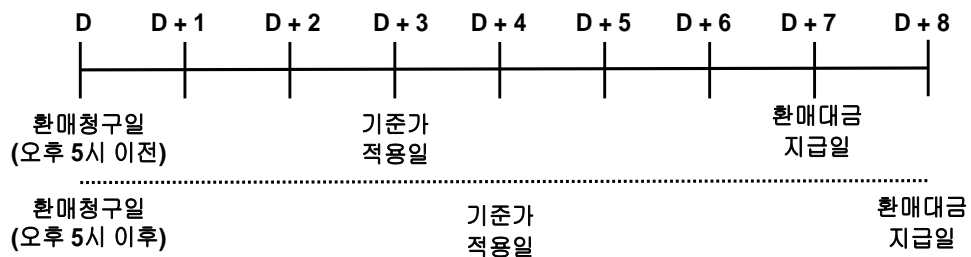 D D + 1 D + 2 D + 3 D + 4 D + 5 D + 6 D + 7 D + 8
환매청구일
(오후 5시 이전)
기준가
적용일
환매대금
지급일
환매청구일
(오후 5시 이후)
기준가
적용일
환매대금
지급일